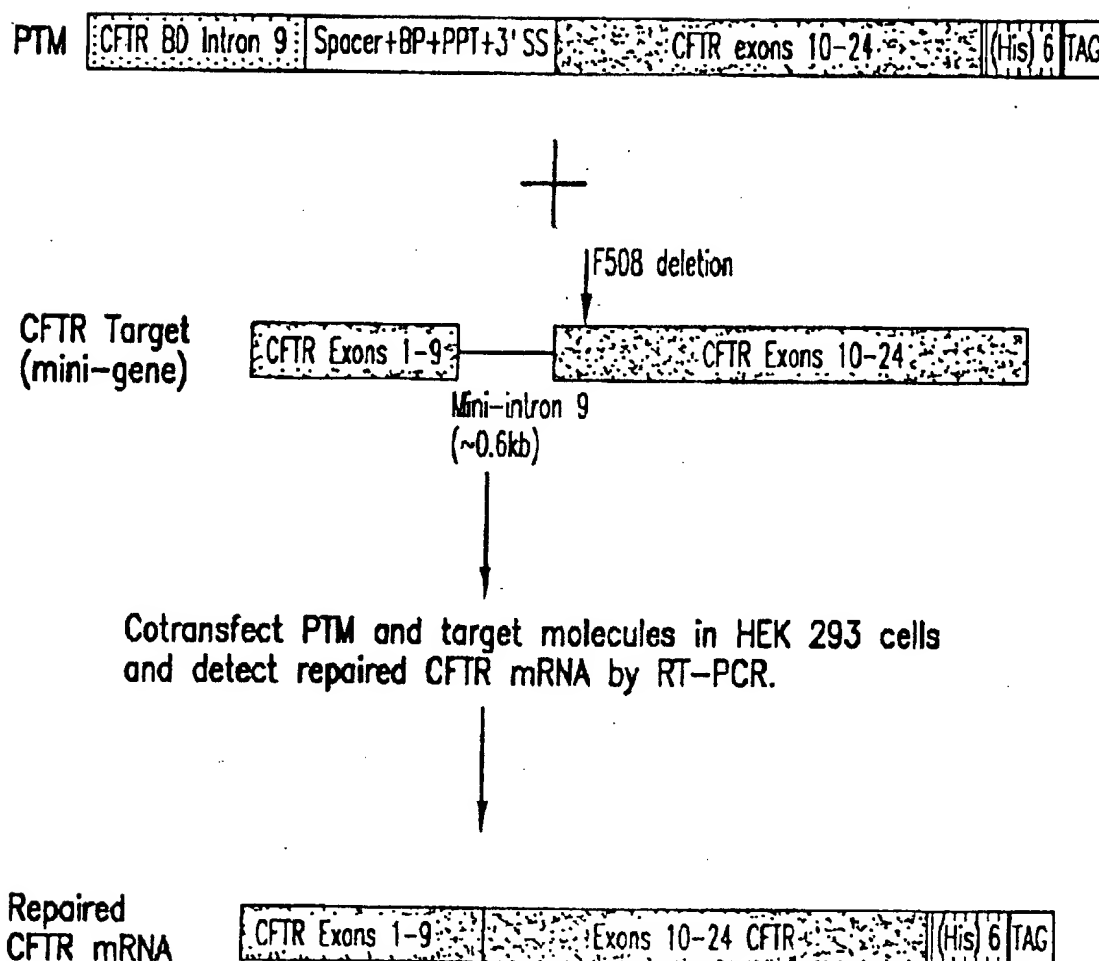 PTM
CFTR BD Intron 9
Spacer+BP+PPT+3' SS
CFTR exons 10-24
(His) 6
TAG
F508 deletion
CFTR Target
(mini-gene)
CFTR Exons 1-9
CFTR Exons 10-24
Mini-intron 9
(~0.6kb)
Cotransfect PTM and target molecules in HEK 293 cells
and detect repaired CFTR mRNA by RT-PCR.
Repaired
CFTR mRNA
CFTR Exons 1-9
Exons 10-24 CFTR
(His) 6
TAG